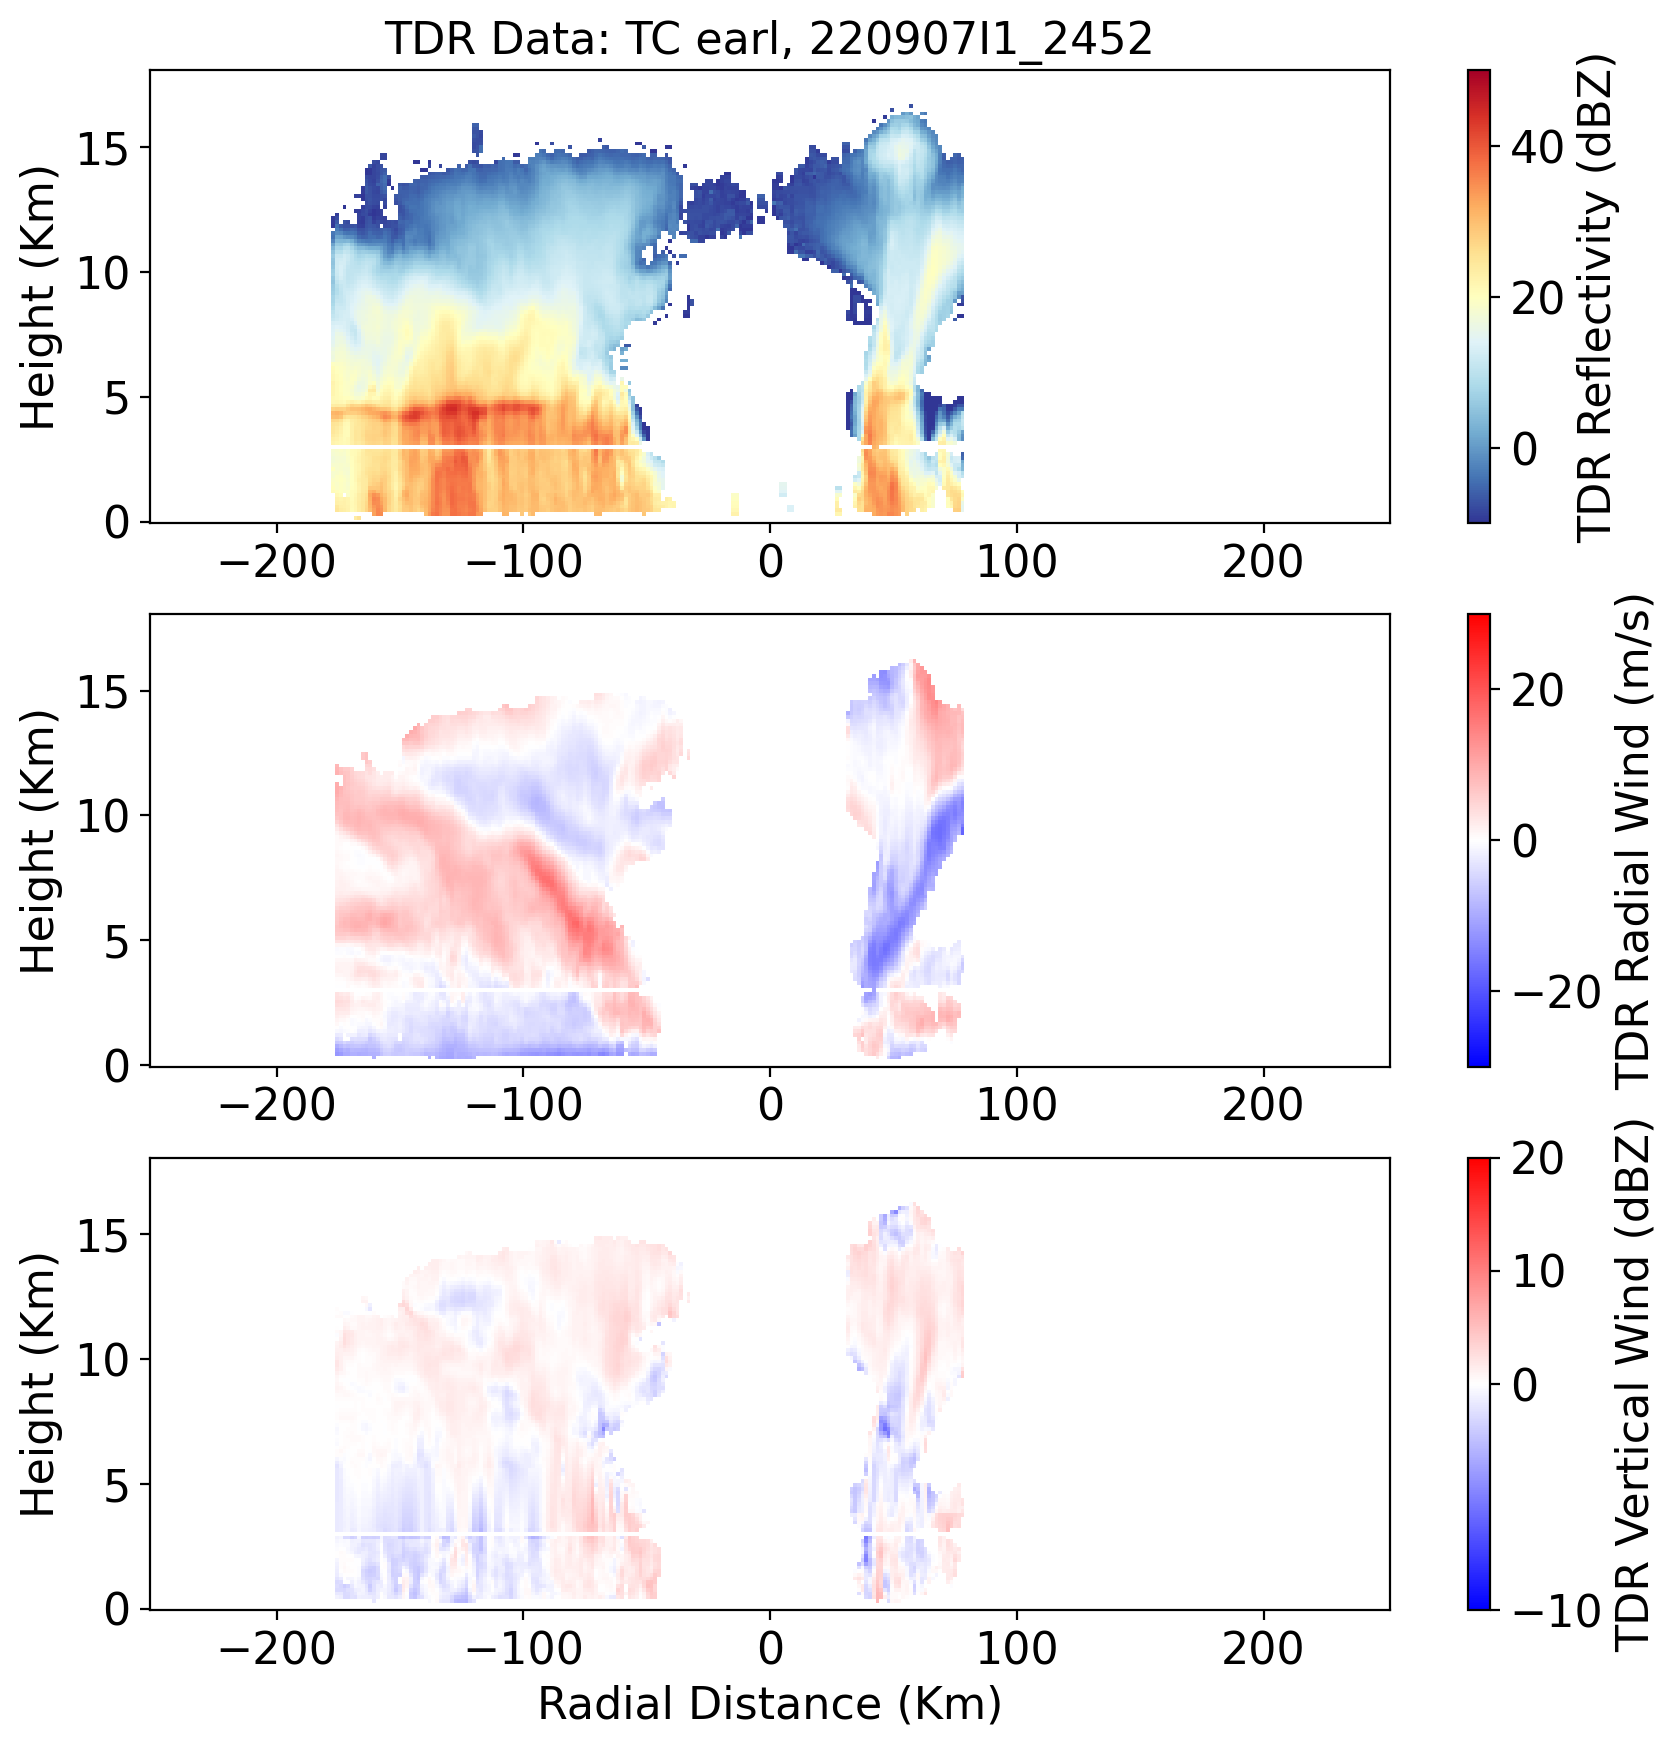 TDR Data: TC earl, 220907I1_2452
Height (Km)
15
10
5
0
−200 −100 0 100 200
40
20
0
TDR Reflectivity (dBZ)
Height (Km)
15
10
5
0
−200 −100 0 100 200
20
0
−20
TDR Radial Wind (m/s)
Height (Km)
15
10
5
0
−200 −100 0 100 200
Radial Distance (Km)
20
10
0
−10
TDR Vertical Wind (dBZ)